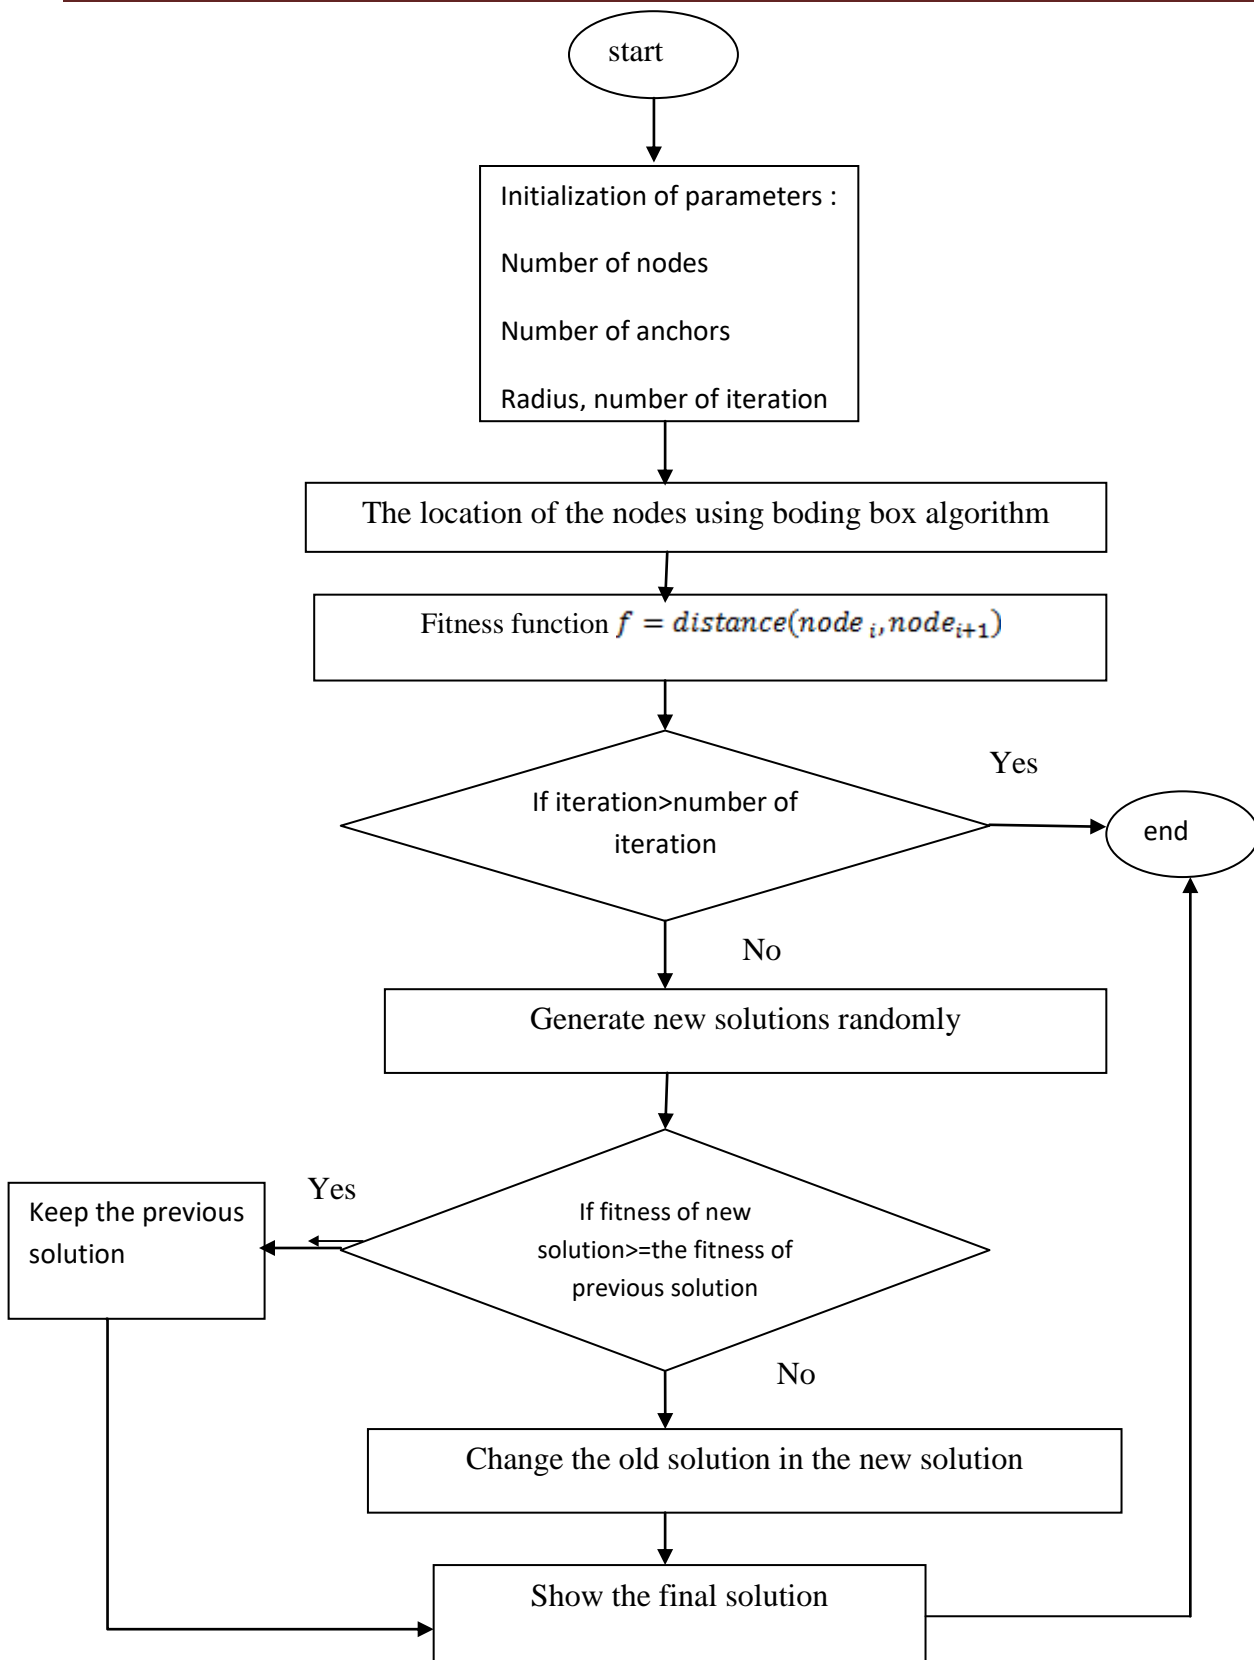 start
Initialization of parameters :
Number of nodes
Number of anchors
Radius, number of iteration
The location of the nodes using boding box algorithm
Fitness function f = distance(node i, node i+1)
Yes
If iteration>number of
iteration
end
No
Generate new solutions randomly
Yes
Keep the previous
solution
If fitness of new
solution>=the fitness of
previous solution
No
Change the old solution in the new solution
Show the final solution